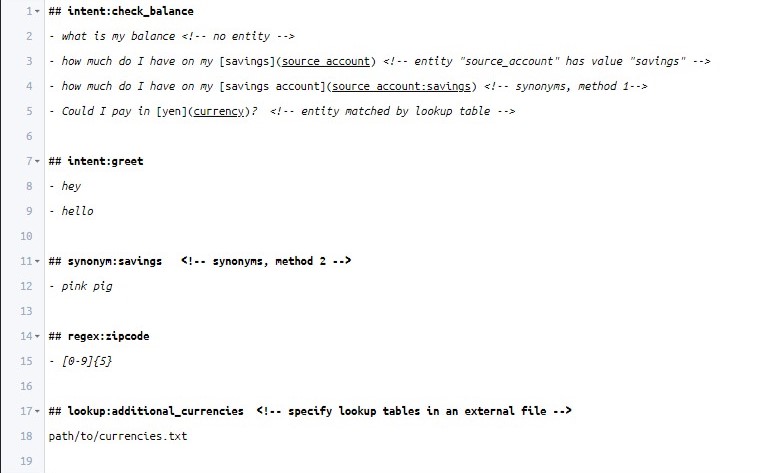 1 ## intent:check_balance
2 - what is my balance <!-- no entity -->
3 - how much do I have on my [savings](source_account) <!-- entity "source_account" has value "savings" -->
4 - how much do I have on my [savings account](source_account:savings) <!-- synonyms, method 1-->
5 - Could I pay in [yen](currency)?  <!-- entity matched by lookup table -->
6
7 ## intent:greet
8 - hey
9 - hello
10
11 ## synonym:savings   <!-- synonyms, method 2 -->
12 - pink pig
13
14 ## regex:zipcode
15 - [0-9]{5}
16
17 ## lookup:additional_currencies  <!-- specify lookup tables in an external file -->
18 path/to/currencies.txt
19